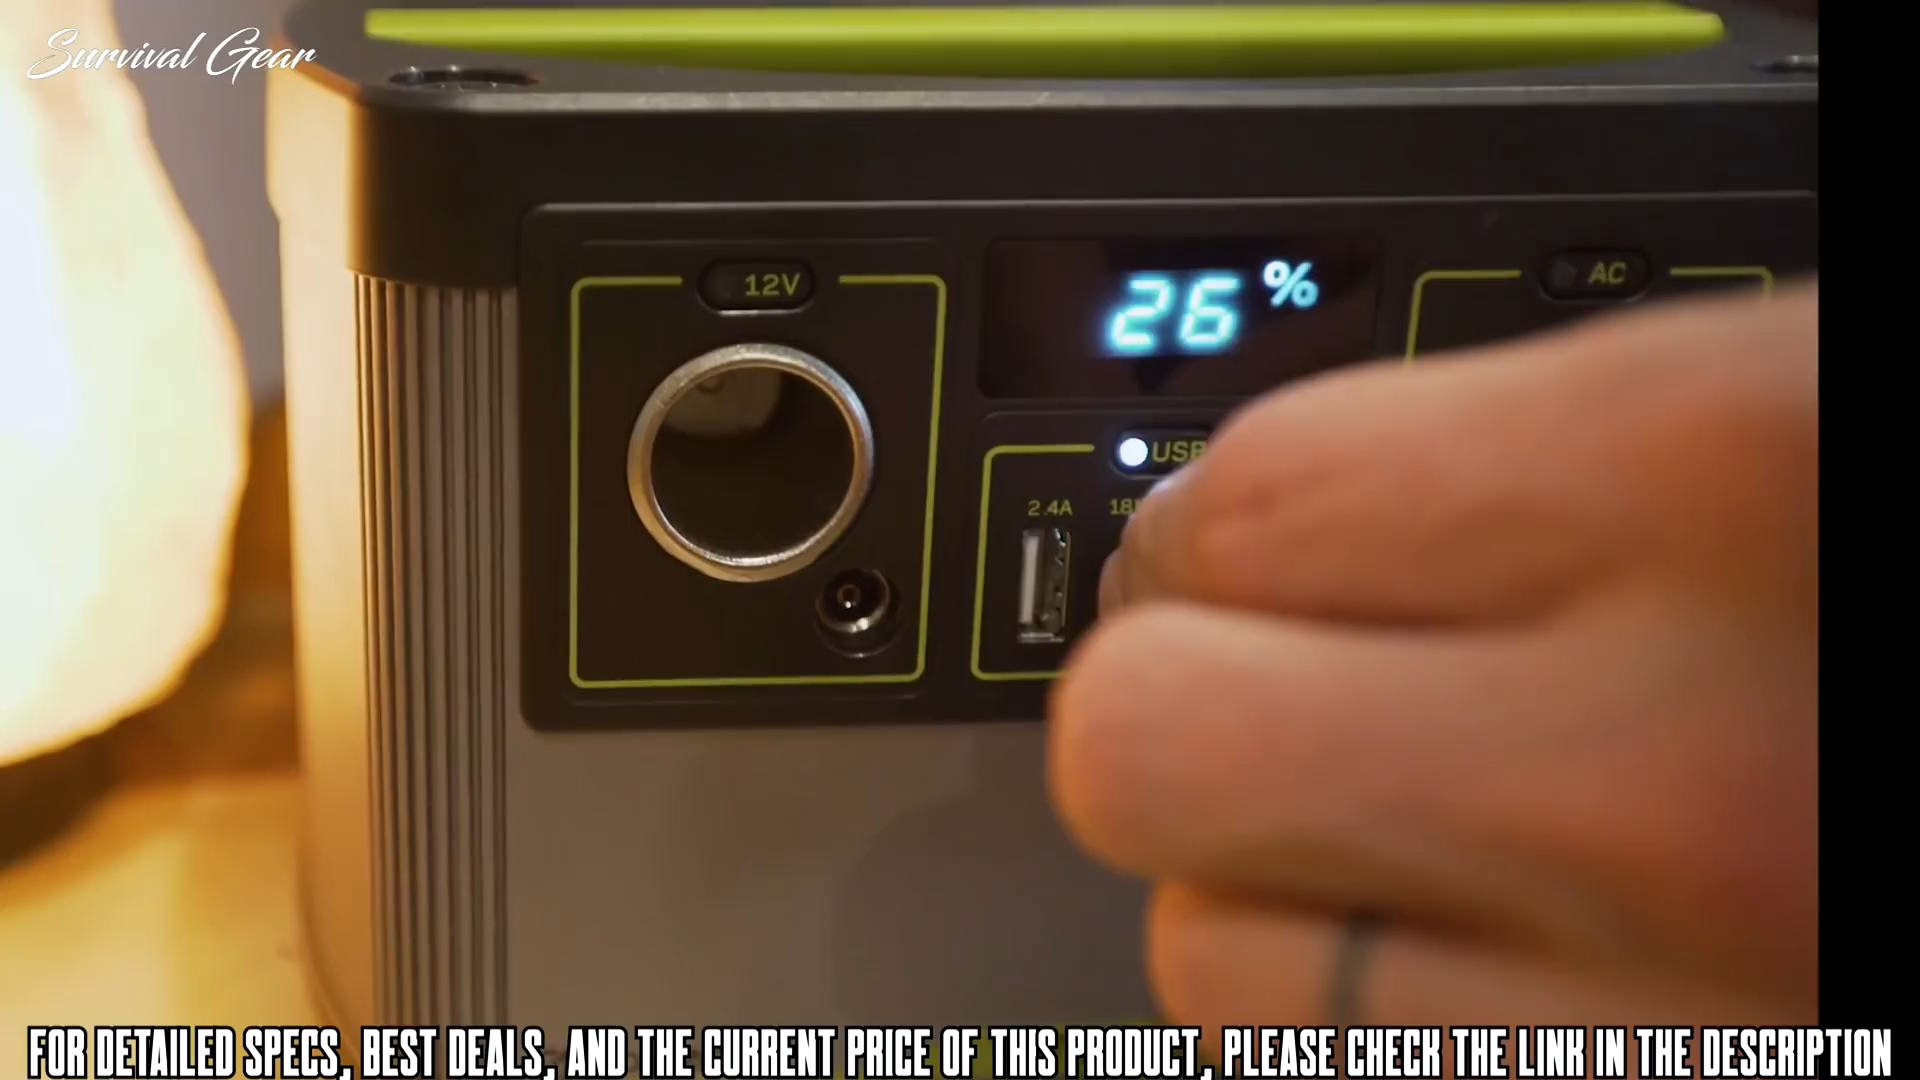 Survival Gear
12V
26%
AC
USB
2.4A
FOR DETAILED SPECS, BEST DEALS, AND THE CURRENT PRICE OF THIS PRODUCT, PLEASE CHECK THE LINK IN THE DESCRIPTION